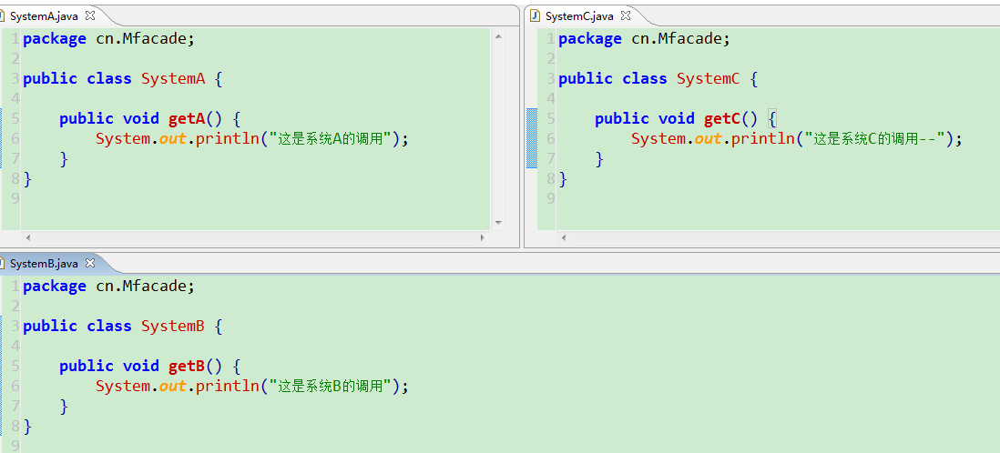 SystemA.java
1 package cn.Mfacade;
2
3 public class SystemA {
4
5 public void getA() {
6 System.out.println("这是系统A的调用");
7 }
8 }
9
SystemC.java
1 package cn.Mfacade;
2
3 public class SystemC {
4
5 public void getC() {
6 System.out.println("这是系统C的调用--");
7 }
8 }
9
SystemB.java
1 package cn.Mfacade;
2
3 public class SystemB {
4
5 public void getB() {
6 System.out.println("这是系统B的调用");
7 }
8 }
9